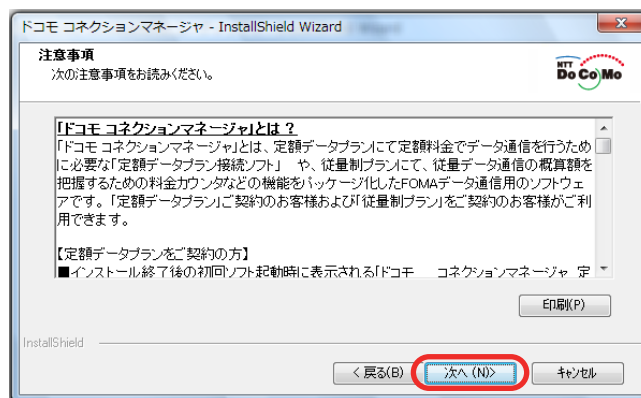 ドコモ コネクションマネージャ - InstallShield Wizard
注意事項
次の注意事項をお読みください。
NTT
DoCoMo
「ドコモ コネクションマネージャ」とは？
「ドコモ コネクションマネージャ」とは、定額データプランにて定額料金でデータ通信を行うため
に必要な「定額データプラン接続ソフト」　や、従量制プランにて、従量データ通信の概算額を
把握するための料金カウンタなどの機能をパッケージ化したFOMAデータ通信用のソフトウェ
アです。「定額データプラン」ご契約のお客様および「従量制プラン」をご契約のお客様がご利
用できます。
【定額データプランをご契約の方】
■インストール終了後の初回ソフト起動時に表示される「ドコモ　コネクションマネージャ 定
印刷(P)
InstallShield
< 戻る(B)
次へ (N)>
キャンセル